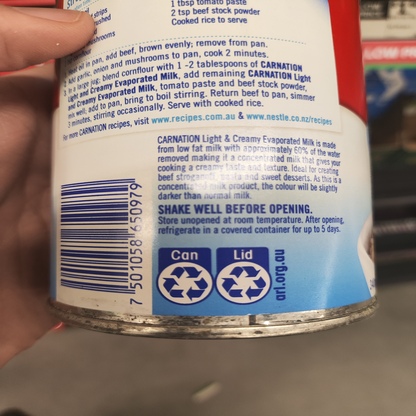 1 tbsp tomato paste
2 tsp beef stock powder
Cooked rice to serve
strips
ushed
shrooms
oil in pan, add beef, brown evenly; remove from pan.
garlic, onion and mushrooms to pan, cook 2 minutes.
large jug; blend cornflour with 1 -2 tablespoons of CARNATION
Light and Creamy Evaporated Milk, add remaining CARNATION Light
and Creamy Evaporated Milk, tomato paste and beef stock powder,
well; add to pan, bring to boil stirring. Return beef to pan, simmer
3 minutes, stirring occasionally. Serve with cooked rice.
For more CARNATION recipes, visit www.recipes.com.au & www.nestle.co.nz/recipes
CARNATION Light & Creamy Evaporated Milk is made
from low fat milk with approximately 60% of the water
removed making it a concentrated milk that gives your
cooking a creamy taste and texture. Ideal for creating
beef stroganoff, and sweet desserts. As this is a
concentrated milk product, the colour will be slightly
darker than normal milk.
SHAKE WELL BEFORE OPENING.
Store unopened at room temperature. After opening,
refrigerate in a covered container for up to 5 days.
Can
Lid
arl.org.au
7 501058 650979